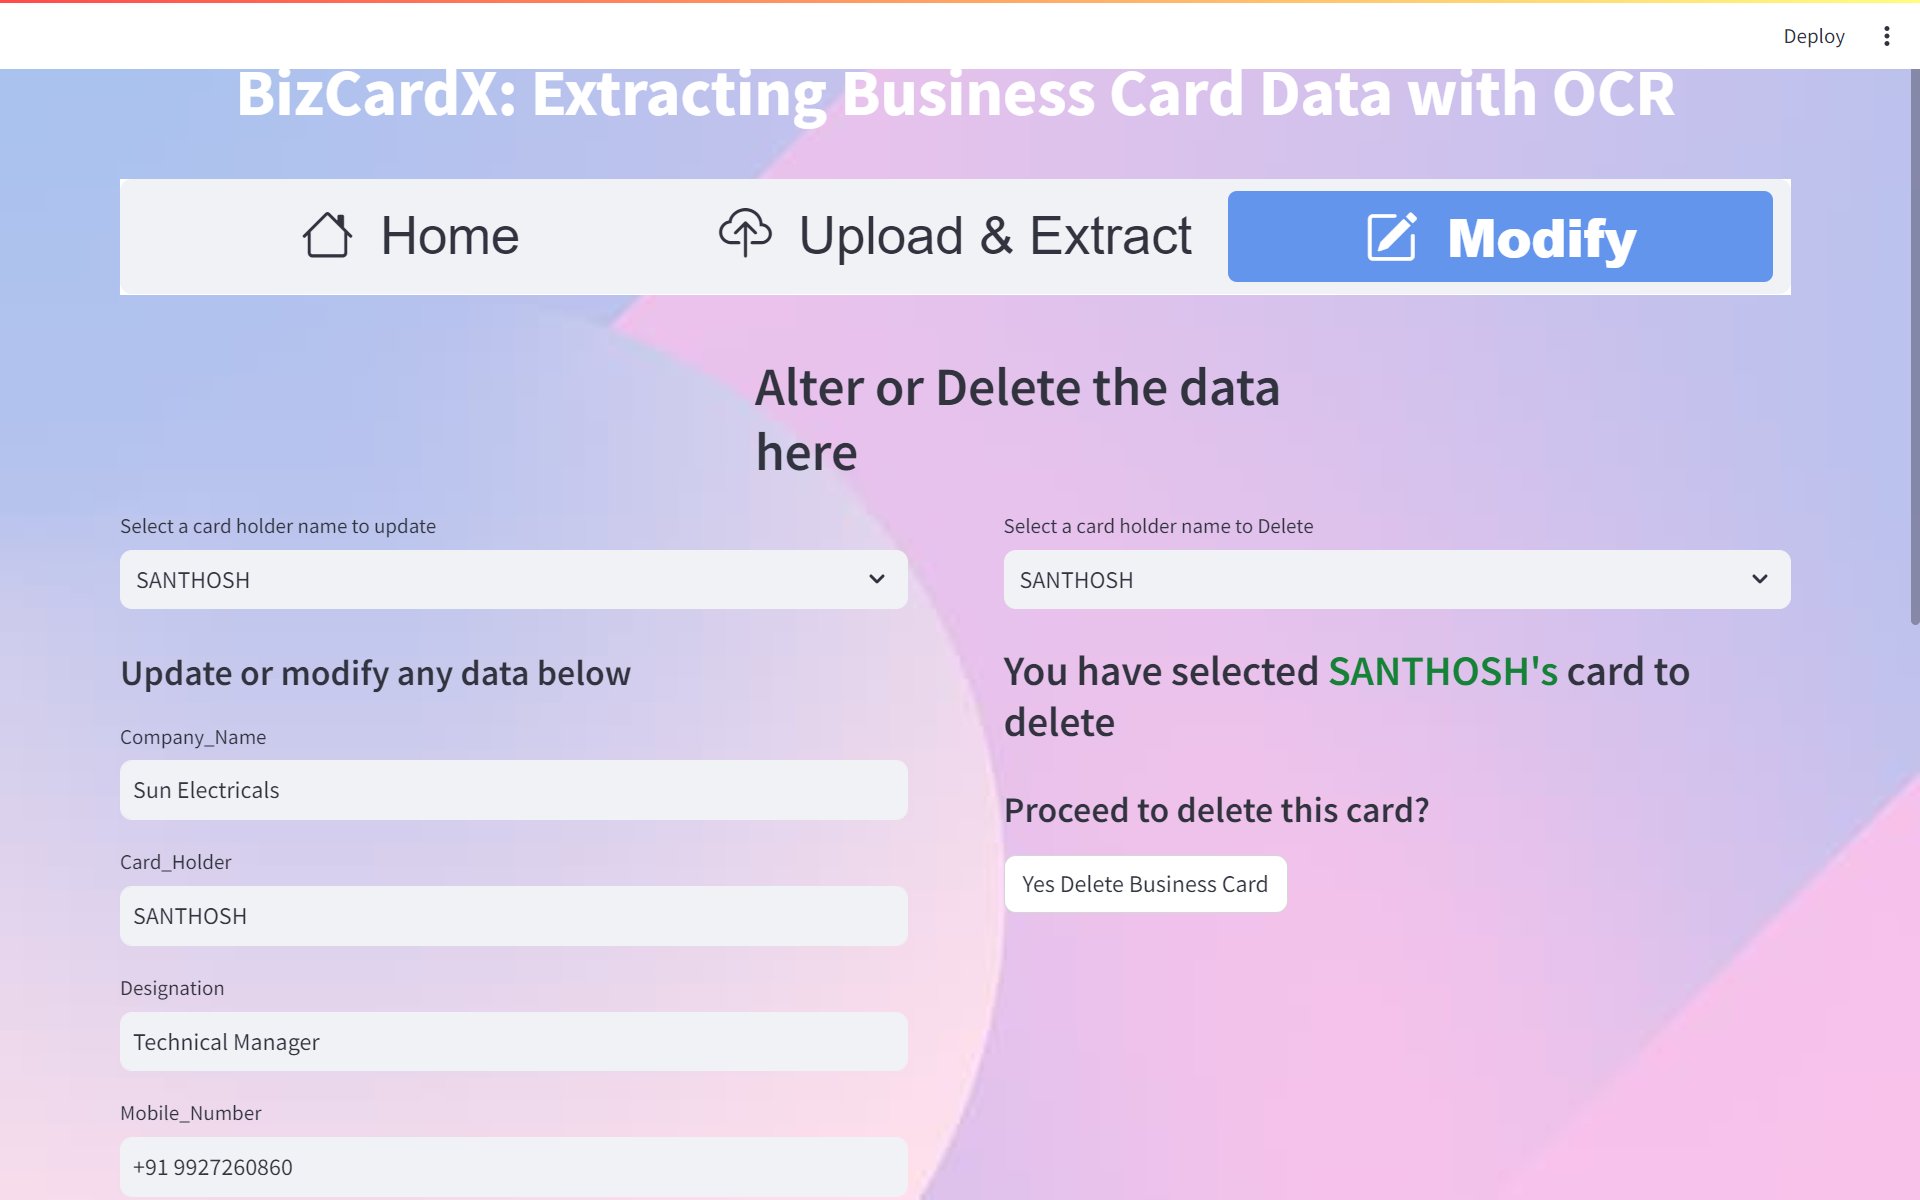 Deploy
BizCardX: Extracting Business Card Data with OCR
Home
Upload & Extract
Modify
Alter or Delete the data
here
Select a card holder name to update
SANTHOSH
Update or modify any data below
Company_Name
Sun Electricals
Card_Holder
SANTHOSH
Designation
Technical Manager
Mobile_Number
+91 9927260860
Select a card holder name to Delete
SANTHOSH
You have selected SANTHOSH's card to
delete
Proceed to delete this card?
Yes Delete Business Card